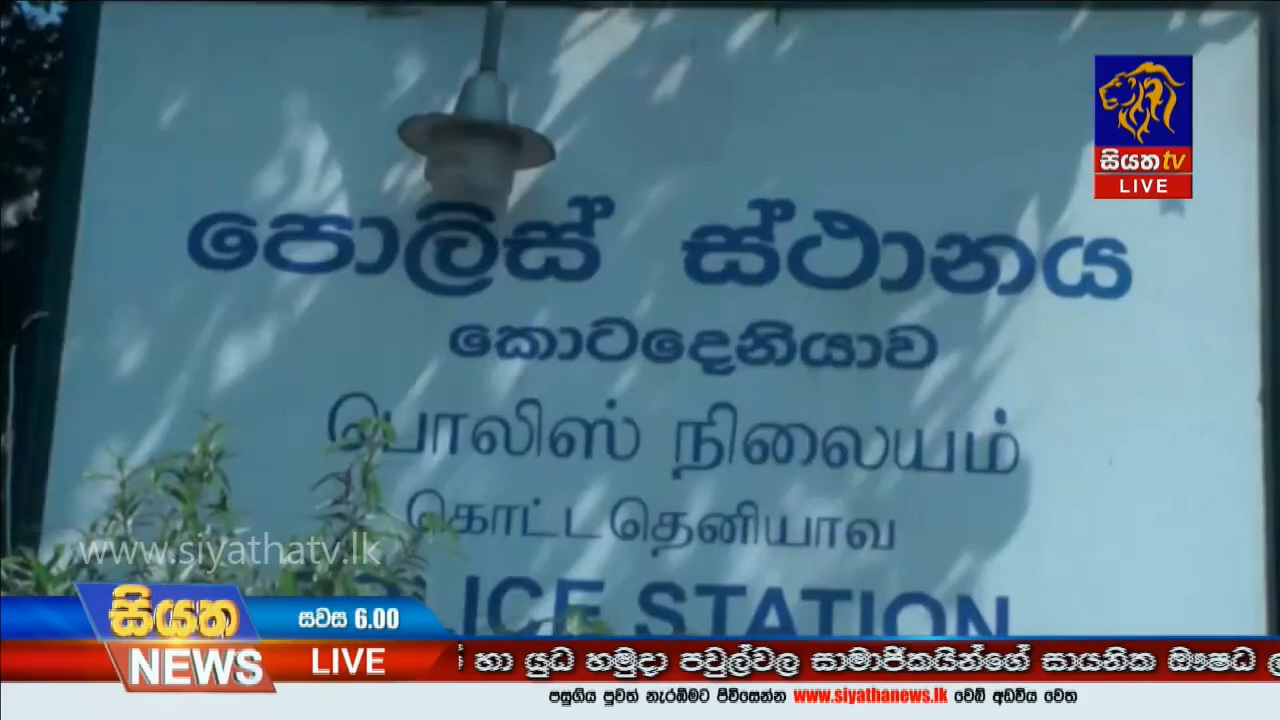 සියත tv
LIVE
පොලිස් ස්ථානය
කොටදෙනියාව
பொலிஸ் நிலையம்
கொட்டதெனியாவ
STATION
www.siyathatv.lk
සියත
සවස 6.00
NEWS
LIVE
හා යුධ හමුදා පවුල්වල සාමාජිකයින්ගේ සායනික ඖෂධ
පසුගිය පුවත් නැරඹීමට පිවිසෙන්න www.siyathanews.lk වෙබ් අඩවිය වෙත